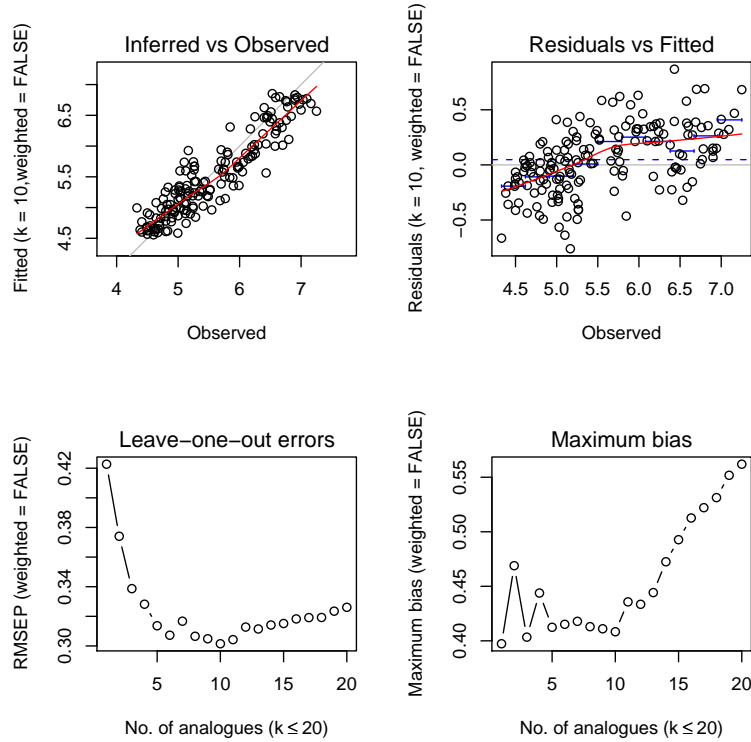 Inferred vs Observed
Fitted (k = 10,weighted = FALSE)
4.5
5.5
6.5
4
5
6
7
Observed
Residuals vs Fitted
Residuals (k = 10, weighted = FALSE)
−0.5
0.0
0.5
4.5
5.0
5.5
6.0
6.5
7.0
Observed
Leave−one−out errors
RMSEP (weighted = FALSE)
0.30
0.34
0.38
0.42
5
10
15
20
No. of analogues (k ≤ 20)
Maximum bias
Maximum bias (weighted = FALSE)
0.40
0.45
0.50
0.55
5
10
15
20
No. of analogues (k ≤ 20)